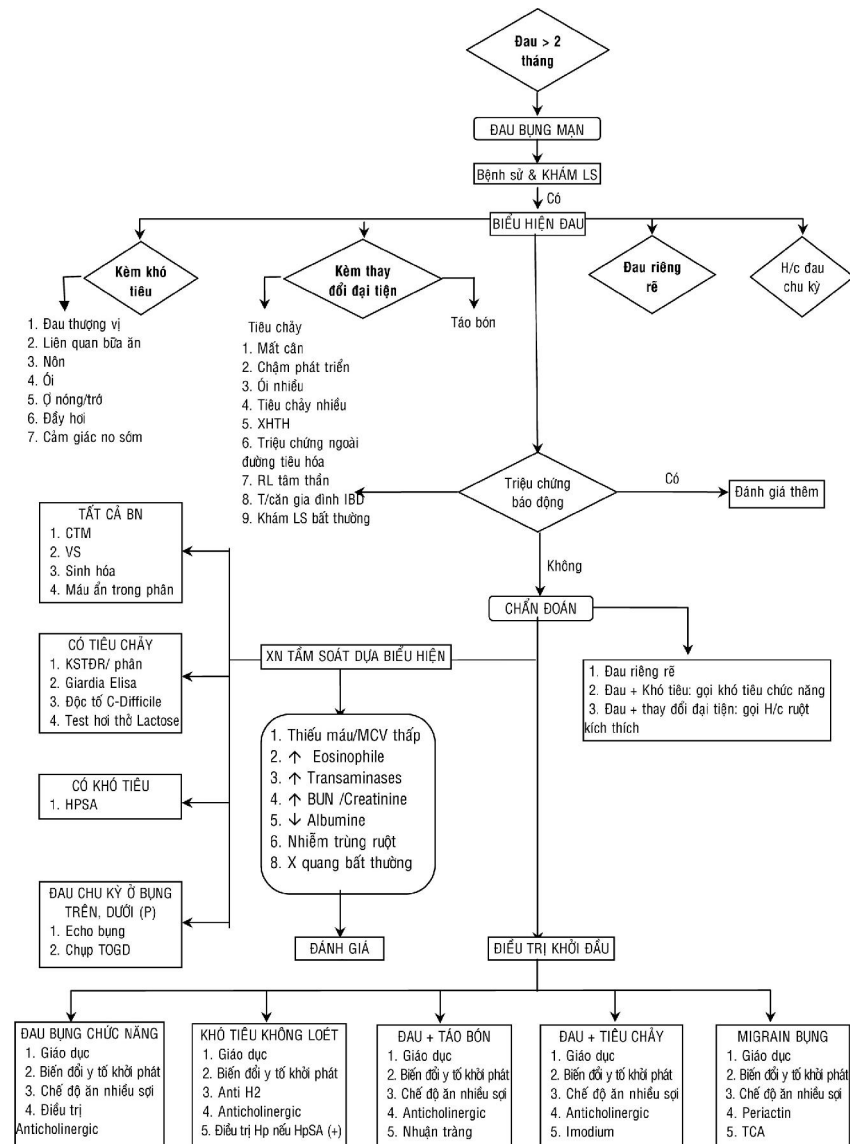 Đau > 2
tháng
ĐAU BỤNG MẠN
Bệnh sử & KHÁM LS
Có
BIỂU HIỆN ĐAU
Kèm khó
tiêu
Kèm thay
đổi đại tiện
Đau riêng
rẽ
H/c đau
chu kỳ
1. Đau thượng vị
2. Liên quan bữa ăn
3. Nôn
4. Ói
5. Ợ nóng/trớ
6. Đầy hơi
7. Cảm giác no sớm
Tiêu chảy
Táo bón
1. Mất cân
2. Chậm phát triển
3. Ói nhiều
4. Tiêu chảy nhiều
5. XHTH
6. Triệu chứng ngoài
đường tiêu hóa
7. RL tâm thần
8. T/căn gia đình IBD
9. Khám LS bất thường
Triệu chứng
báo động
Có
Đánh giá thêm
Không
CHẨN ĐOÁN
1. Đau riêng rẽ
2. Đau + Khó tiêu: gọi khó tiêu chức năng
3. Đau + thay đổi đại tiện: gọi H/c ruột
kích thích
TẤT CẢ BN
1. CTM
2. VS
3. Sinh hóa
4. Máu ẩn trong phân
CÓ TIÊU CHẢY
1. KSTĐR/ phân
2. Giardia Elisa
3. Độc tố C-Difficile
4. Test hơi thở Lactose
CÓ KHÓ TIÊU
1. HPSA
ĐAU CHU KỲ Ở BỤNG
TRÊN, DƯỚI (P)
1. Echo bụng
2. Chụp TOGD
XN TẦM SOÁT DỰA BIỂU HIỆN
1. Thiếu máu/MCV thấp
2. ↑ Eosinophile
3. ↑ Transaminases
4. ↑ BUN /Creatinine
5. ↓ Albumine
6. Nhiễm trùng ruột
8. X quang bất thường
ĐÁNH GIÁ
ĐIỀU TRỊ KHỞI ĐẦU
ĐAU BỤNG CHỨC NĂNG
1. Giáo dục
2. Biến đổi y tố khởi phát
3. Chế độ ăn nhiều sợi
4. Điều trị
Anticholinergic
KHÓ TIÊU KHÔNG LOÉT
1. Giáo dục
2. Biến đổi y tố khởi phát
3. Anti H2
4. Anticholinergic
5. Điều trị Hp nếu HpSA (+)
ĐAU + TÁO BÓN
1. Giáo dục
2. Biến đổi y tố khởi phát
3. Chế độ ăn nhiều sợi
4. Anticholinergic
5. Nhuận tràng
ĐAU + TIÊU CHẢY
1. Giáo dục
2. Biến đổi y tố khởi phát
3. Chế độ ăn nhiều sợi
4. Anticholinergic
5. Imodium
MIGRAIN BỤNG
1. Giáo dục
2. Biến đổi y tố khởi phát
3. Chế độ ăn nhiều sợi
4. Periactin
5. TCA